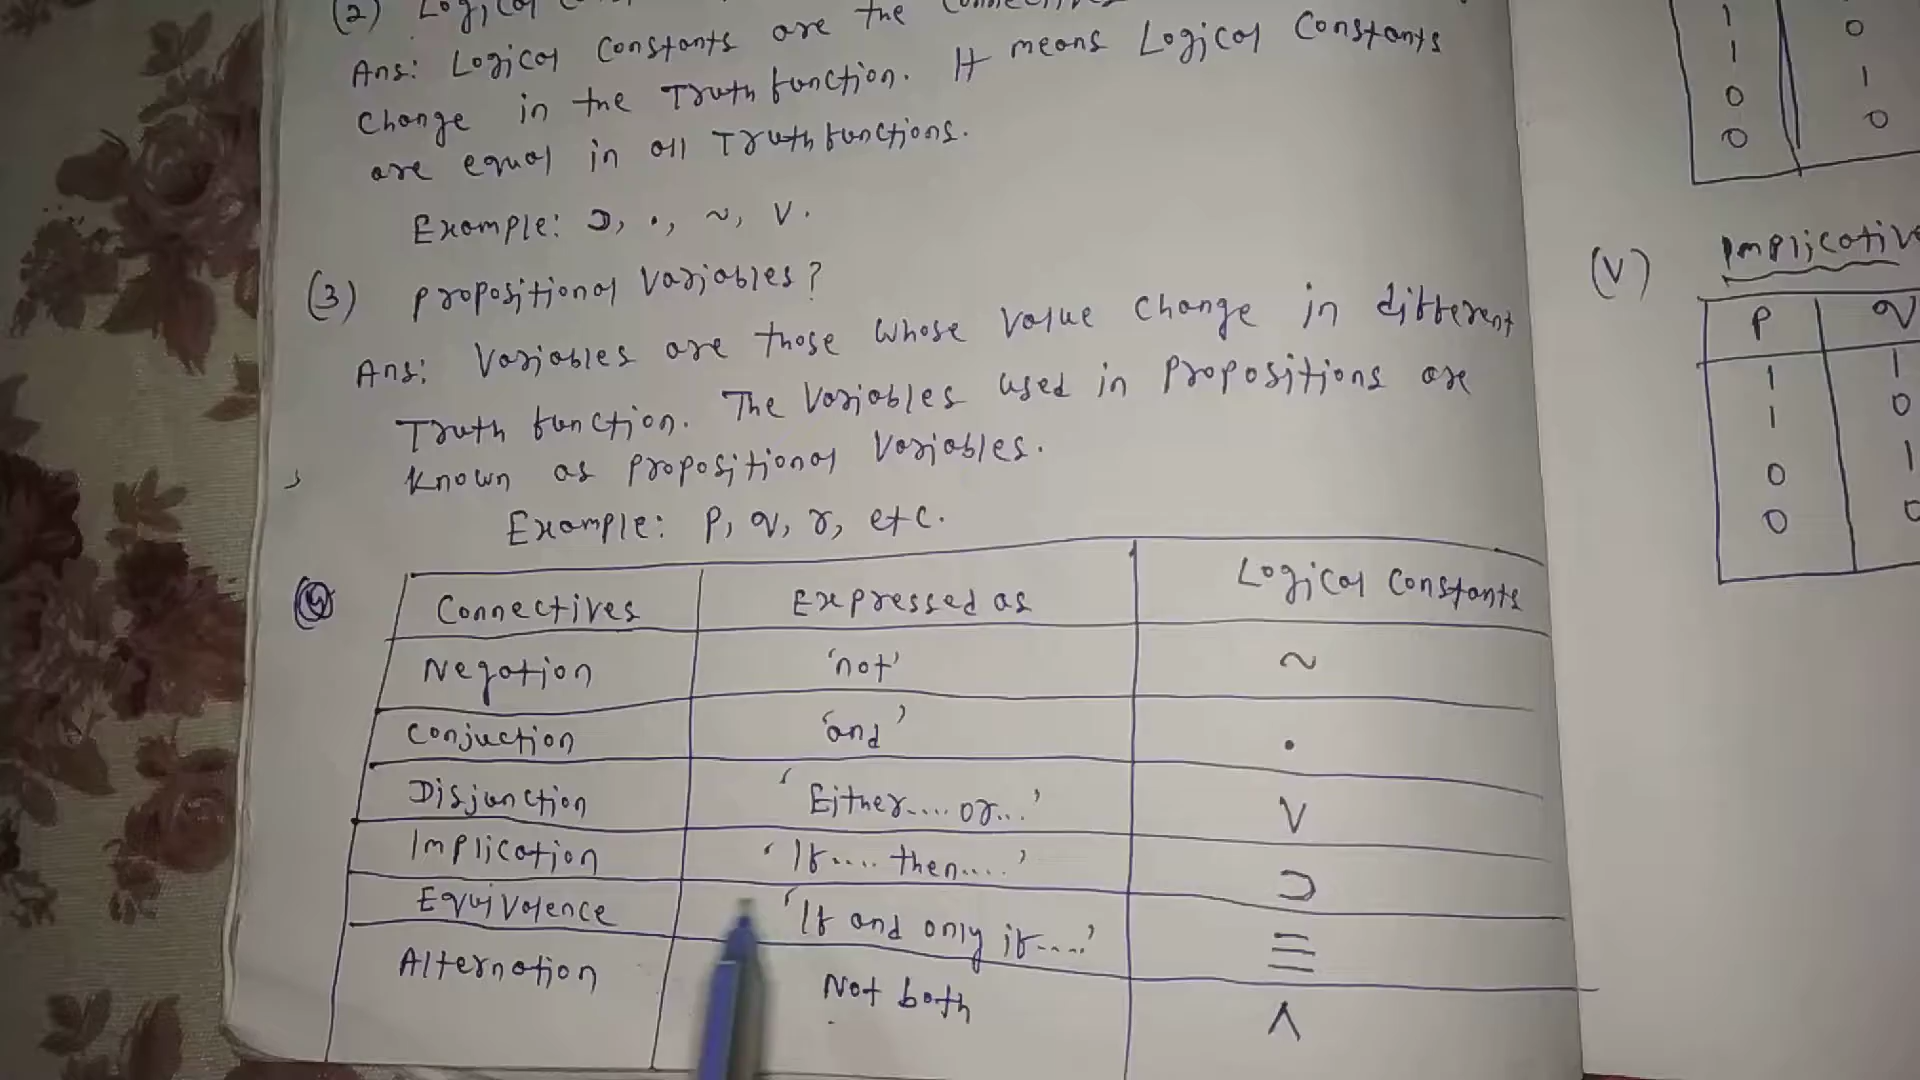 (2) Logical
Ans: Logical Constants are the
change in the Truth function. It means Logical Constants
are equal in all Truth functions.
Example: ⊃, ., ~, V.
(3) Propositional Variables?
Ans: Variables are those whose value change in different
Truth function. The Variables used in Propositions are
known as Propositional Variables.
Example: p, q, r, etc.
(4)
Connectives Expressed as Logical Constants
Negation 'not' ~
Conjuction 'and' .
Disjunction 'Either.... or...' V
Implication 'If.... then....' ⊃
Equivalence 'If and only if....' ≡
Alternation Not both ∧
1
1 0
0 1
0 0
(V) Implicative
P q
1 1
1 0
0 1
0 0